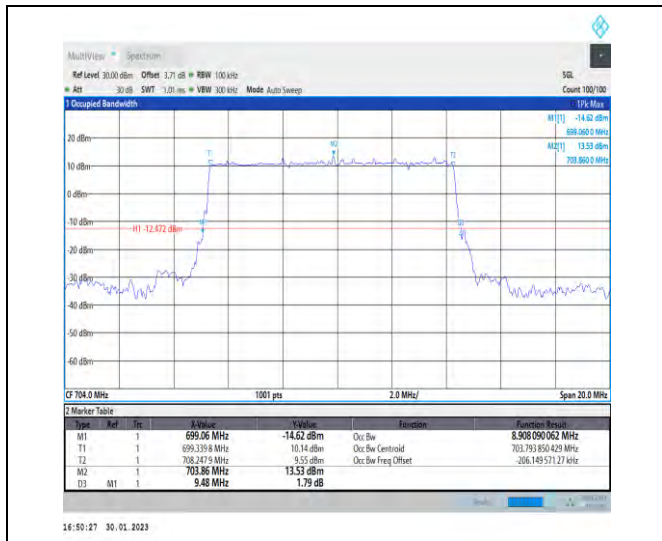 MultiView Spectrum
Ref Level 30.00 dBm Offset 3.71 dB RBW 100 kHz SGL
Att 30 dB SWT 1.01 ms VBW 300 kHz Mode Auto Sweep Count 100/100
1 Occupied Bandwidth 1Pk Max
M1[1] -14.62 dBm
699.060 0 MHz
M2[1] 13.53 dBm
703.860 0 MHz
20 dBm
M2
T1 T2
10 dBm
0 dBm
-10 dBm
H1 -12.472 dBm
-20 dBm
-30 dBm
-40 dBm
-50 dBm
-60 dBm
CF 704.0 MHz 1001 pts 2.0 MHz/ Span 20.0 MHz
2 Marker Table
Type Ref Trc X-Value Y-Value Function Function Result
M1 1 699.06 MHz -14.62 dBm Occ Bw 8.908 090 062 MHz
T1 1 699.339 8 MHz 10.14 dBm Occ Bw Centroid 703.793 850 429 MHz
T2 1 708.247 9 MHz 9.55 dBm Occ Bw Freq Offset -206.149 571 27 kHz
M2 1 703.86 MHz 13.53 dBm
D3 M1 1 9.48 MHz 1.79 dB
16:50:27 30.01.2023